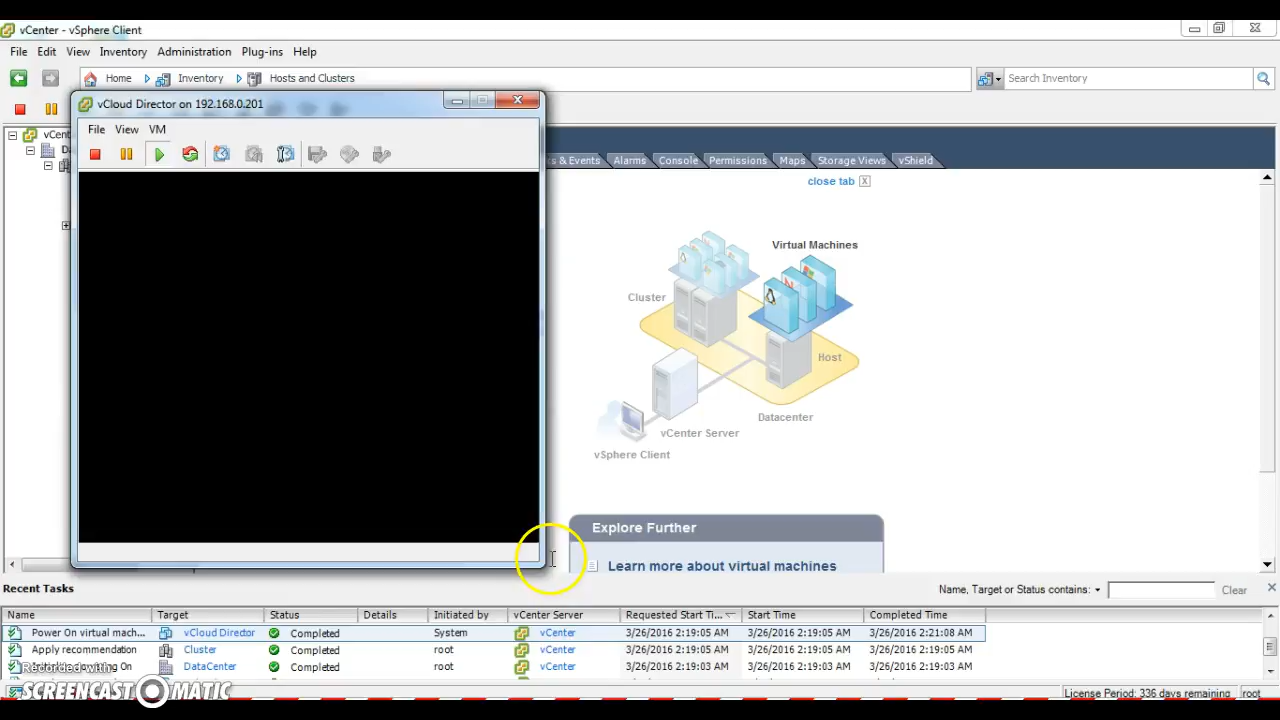 vCenter - vSphere Client
File Edit View Inventory Administration Plug-ins Help
Home Inventory Hosts and Clusters Search Inventory
vCloud Director on 192.168.0.201
File View VM
vCent
Alarms Console Permissions Maps Storage Views vShield
close tab X
Virtual Machines
Cluster
Host
Datacenter
vCenter Server
vSphere Client
Explore Further
Learn more about virtual machines
Recent Tasks Name, Target or Status contains: Clear
Name Target Status Details Initiated by vCenter Server Requested Start Ti... Start Time Completed Time
Power On virtual mach... vCloud Director Completed System vCenter 3/26/2016 2:19:05 AM 3/26/2016 2:19:05 AM 3/26/2016 2:21:08 AM
Apply recommendation Cluster Completed root vCenter 3/26/2016 2:19:05 AM 3/26/2016 2:19:05 AM 3/26/2016 2:19:05 AM
DataCenter Completed root vCenter 3/26/2016 2:19:03 AM 3/26/2016 2:19:03 AM 3/26/2016 2:19:03 AM
Recorded with
SCREENCAST MATIC
License Period: 336 days remaining root